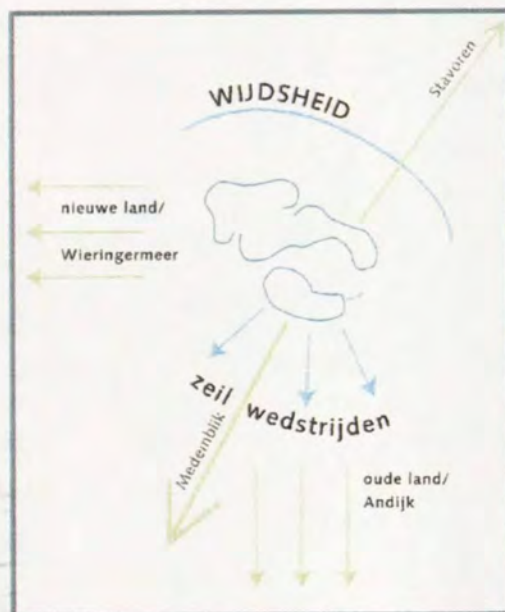 Stavoren
WIJDSHEID
nieuwe land/
Wieringermeer
zeil wedstrijden
Medemblik
oude land/
Andijk